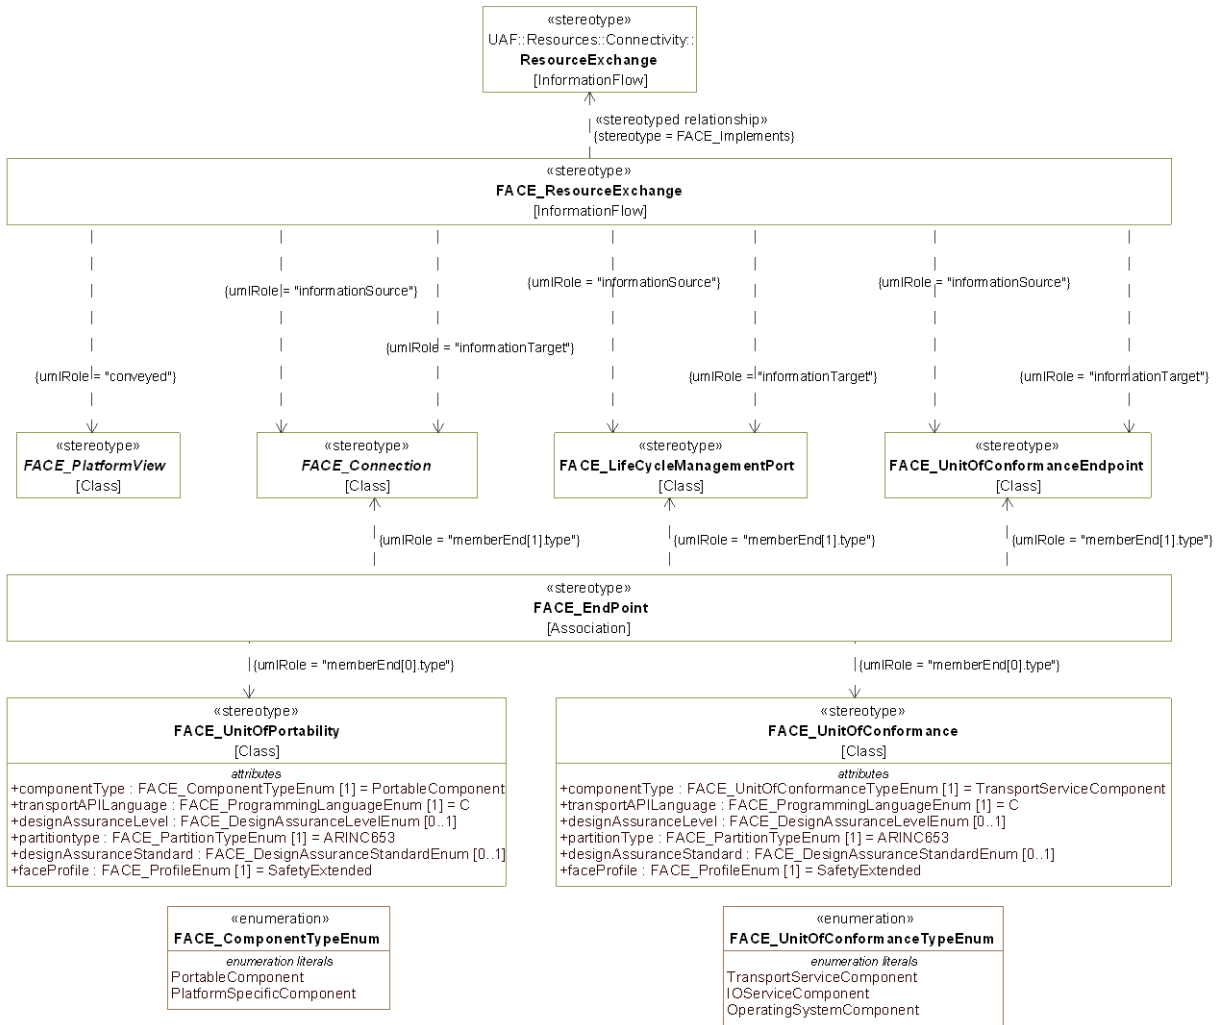 «stereotype»
UAF::Resources::Connectivity::
ResourceExchange
[InformationFlow]
«stereotyped relationship»
{stereotype = FACE_Implements}
«stereotype»
FACE_ResourceExchange
[InformationFlow]
{umlRole = "informationSource"}
{umlRole = "informationSource"}
{umlRole = "informationSource"}
{umlRole = "informationTarget"}
{umlRole = "conveyed"}
{umlRole = "informationTarget"}
{umlRole = "informationTarget"}
«stereotype»
FACE_PlatformView
[Class]
«stereotype»
FACE_Connection
[Class]
«stereotype»
FACE_LifeCycleManagementPort
[Class]
«stereotype»
FACE_UnitOfConformanceEndpoint
[Class]
{umlRole = "memberEnd[1].type"}
{umlRole = "memberEnd[1].type"}
{umlRole = "memberEnd[1].type"}
«stereotype»
FACE_EndPoint
[Association]
{umlRole = "memberEnd[0].type"}
{umlRole = "memberEnd[0].type"}
«stereotype»
FACE_UnitOfPortability
[Class]
attributes
+componentType : FACE_ComponentTypeEnum [1] = PortableComponent
+transportAPILanguage : FACE_ProgrammingLanguageEnum [1] = C
+designAssuranceLevel : FACE_DesignAssuranceLevelEnum [0..1]
+partitiontype : FACE_PartitionTypeEnum [1] = ARINC653
+designAssuranceStandard : FACE_DesignAssuranceStandardEnum [0..1]
+faceProfile : FACE_ProfileEnum [1] = SafetyExtended
«stereotype»
FACE_UnitOfConformance
[Class]
attributes
+componentType : FACE_UnitOfConformanceTypeEnum [1] = TransportServiceComponent
+transportAPILanguage : FACE_ProgrammingLanguageEnum [1] = C
+designAssuranceLevel : FACE_DesignAssuranceLevelEnum [0..1]
+partitionType : FACE_PartitionTypeEnum [1] = ARINC653
+designAssuranceStandard : FACE_DesignAssuranceStandardEnum [0..1]
+faceProfile : FACE_ProfileEnum [1] = SafetyExtended
«enumeration»
FACE_ComponentTypeEnum
enumeration literals
PortableComponent
PlatformSpecificComponent
«enumeration»
FACE_UnitOfConformanceTypeEnum
enumeration literals
TransportServiceComponent
IOServiceComponent
OperatingSystemComponent